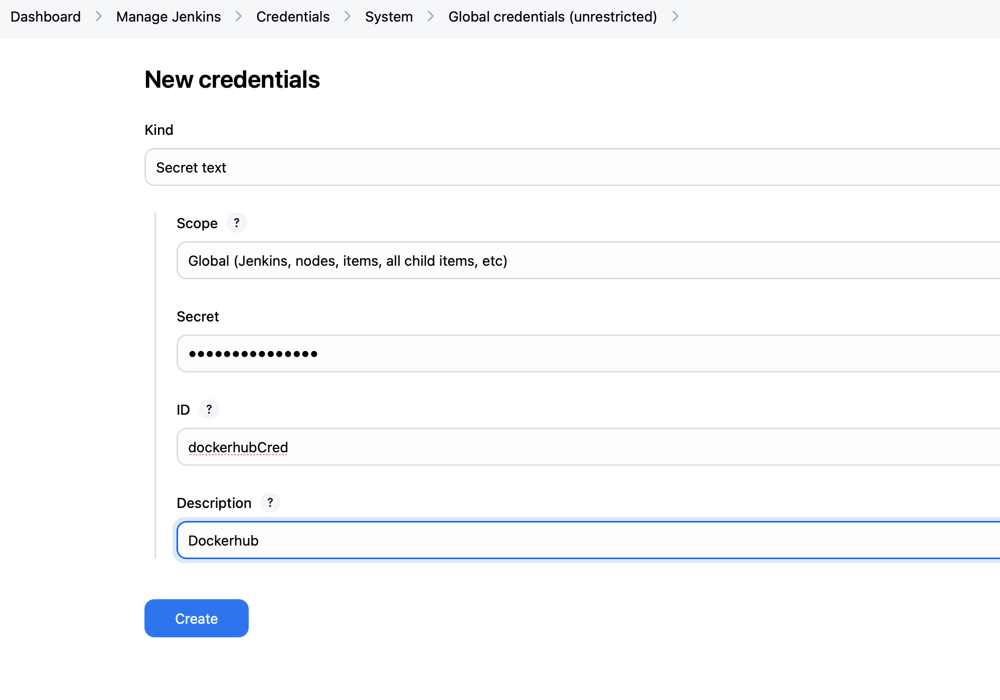 Dashboard > Manage Jenkins > Credentials > System > Global credentials (unrestricted) >
New credentials
Kind
Secret text
Scope ?
Global (Jenkins, nodes, items, all child items, etc)
Secret
•••••••••••••••
ID ?
dockerhubCred
Description ?
Dockerhub
Create